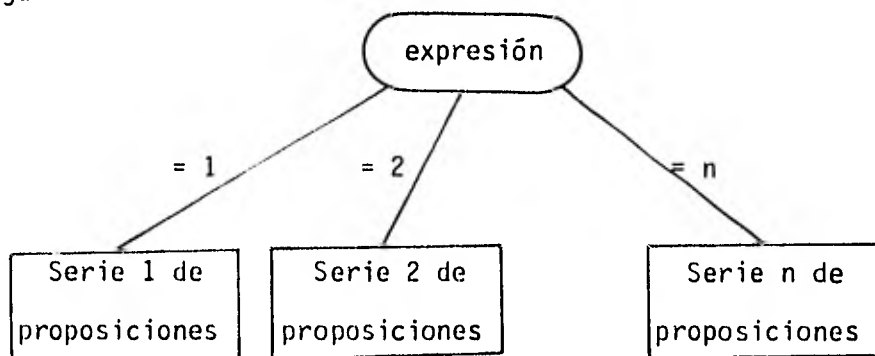 expresión
= 1 = 2 = n
Serie 1 de Serie 2 de Serie n de
proposiciones proposiciones proposiciones